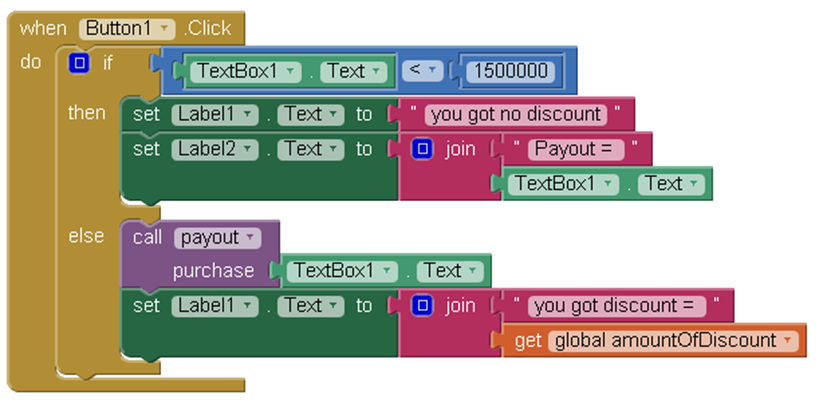 when Button1 .Click
do if TextBox1 . Text < 1500000
then set Label1 . Text to " you got no discount "
set Label2 . Text to join " Payout = "
TextBox1 . Text
else call payout
purchase TextBox1 . Text
set Label1 . Text to join " you got discount = "
get global amountOfDiscount